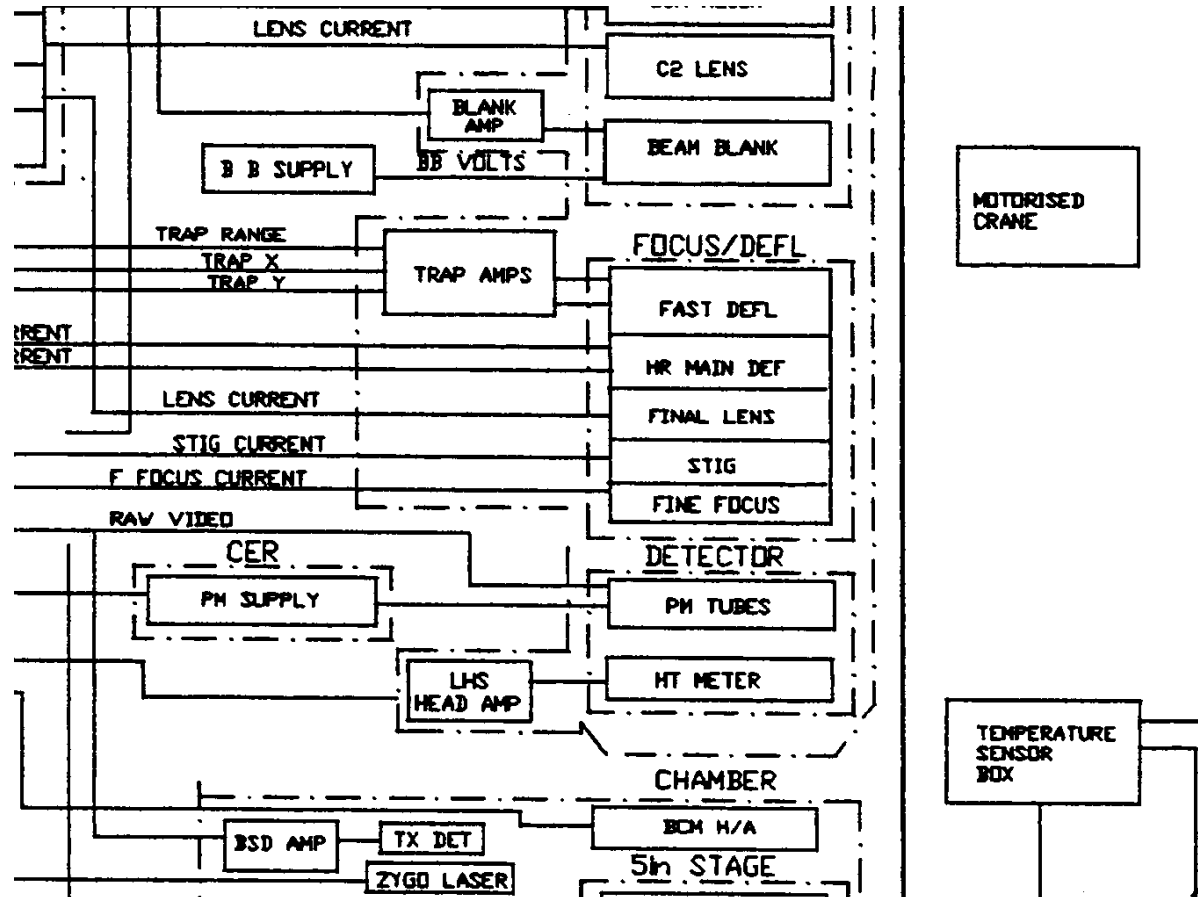 LENS CURRENT
C2 LENS
BLANK
AMP
BEAM BLANK
BB VOLTS
B B SUPPLY
MOTORISED
CRANE
TRAP RANGE
TRAP X
TRAP Y
TRAP AMPS
FOCUS/DEFL
FAST DEFL
RRENT
RRENT
HR MAIN DEF
LENS CURRENT
FINAL LENS
STIG CURRENT
STIG
F FOCUS CURRENT
FINE FOCUS
RAW VIDEO
CER
DETECTOR
PM SUPPLY
PM TUBES
LHS
HEAD AMP
HT METER
TEMPERATURE
SENSOR
BOX
CHAMBER
BCM H/A
BSD AMP
TX DET
5in STAGE
ZYGO LASER